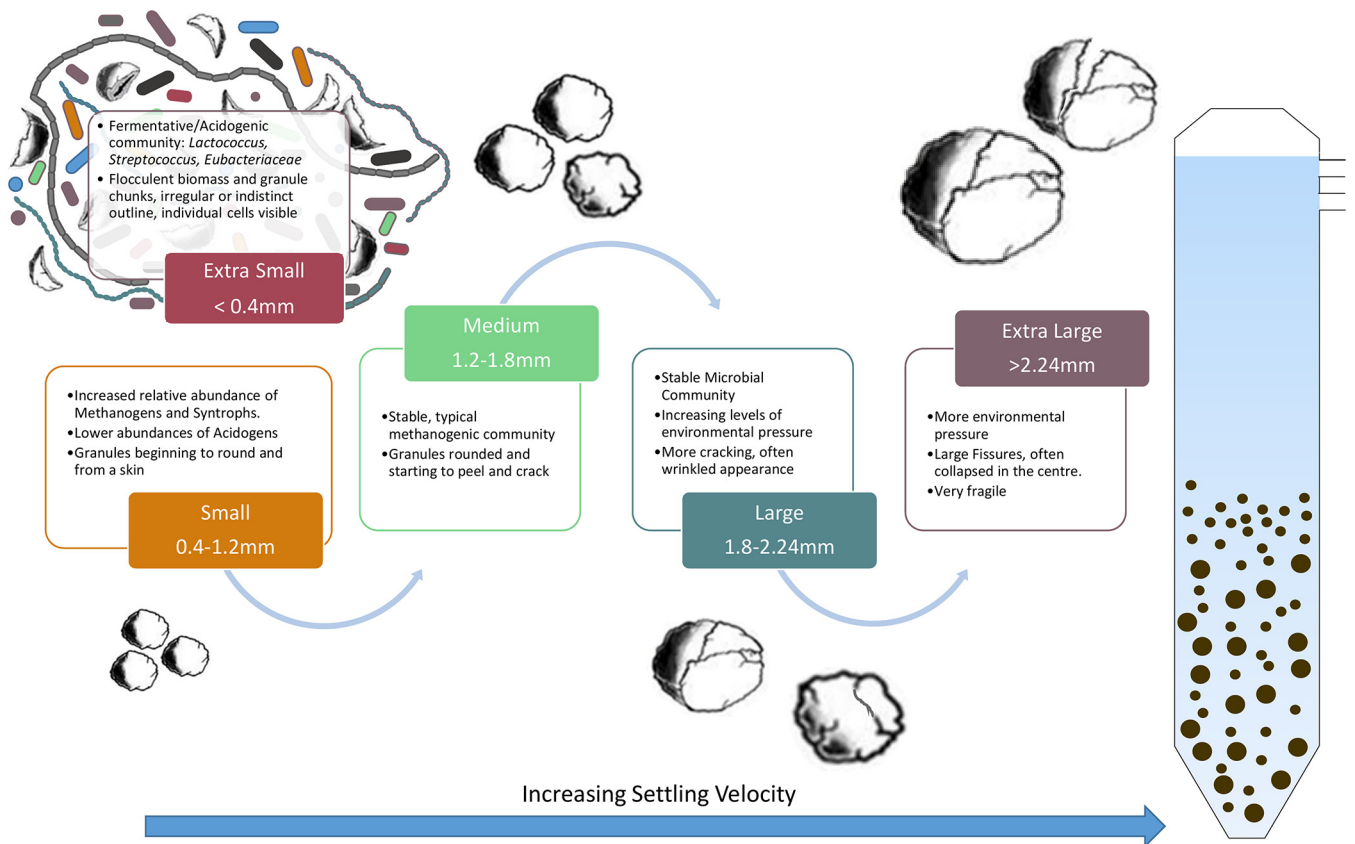 • Fermentative/Acidogenic
community: Lactococcus,
Streptococcus, Eubacteriaceae
• Flocculent biomass and granule
chunks, irregular or indistinct
outline, individual cells visible
Extra Small
< 0.4mm
•Increased relative abundance of
Methanogens and Syntrophs.
•Lower abundances of Acidogens
•Granules beginning to round and
from a skin
Small
0.4-1.2mm
Medium
1.2-1.8mm
•Stable, typical
methanogenic community
•Granules rounded and
starting to peel and crack
•Stable Microbial
Community
•Increasing levels of
environmental pressure
•More cracking, often
wrinkled appearance
Large
1.8-2.24mm
Extra Large
>2.24mm
•More environmental
pressure
•Large Fissures, often
collapsed in the centre.
•Very fragile
Increasing Settling Velocity